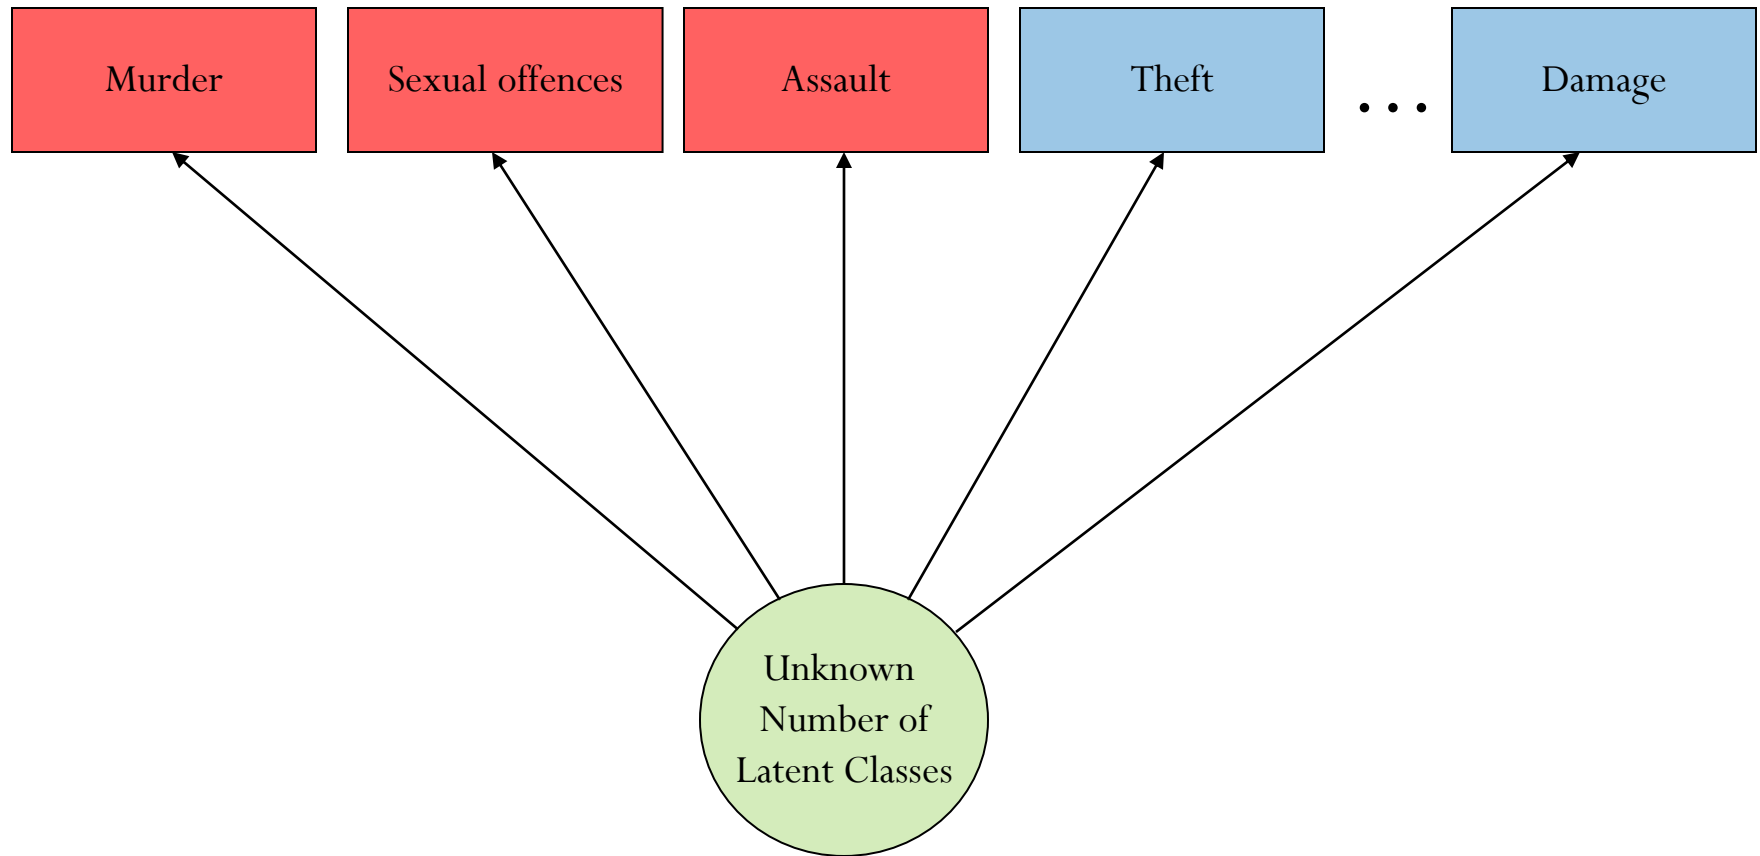 Murder
Sexual offences
Assault
Theft
...
Damage
Unknown
Number of
Latent Classes